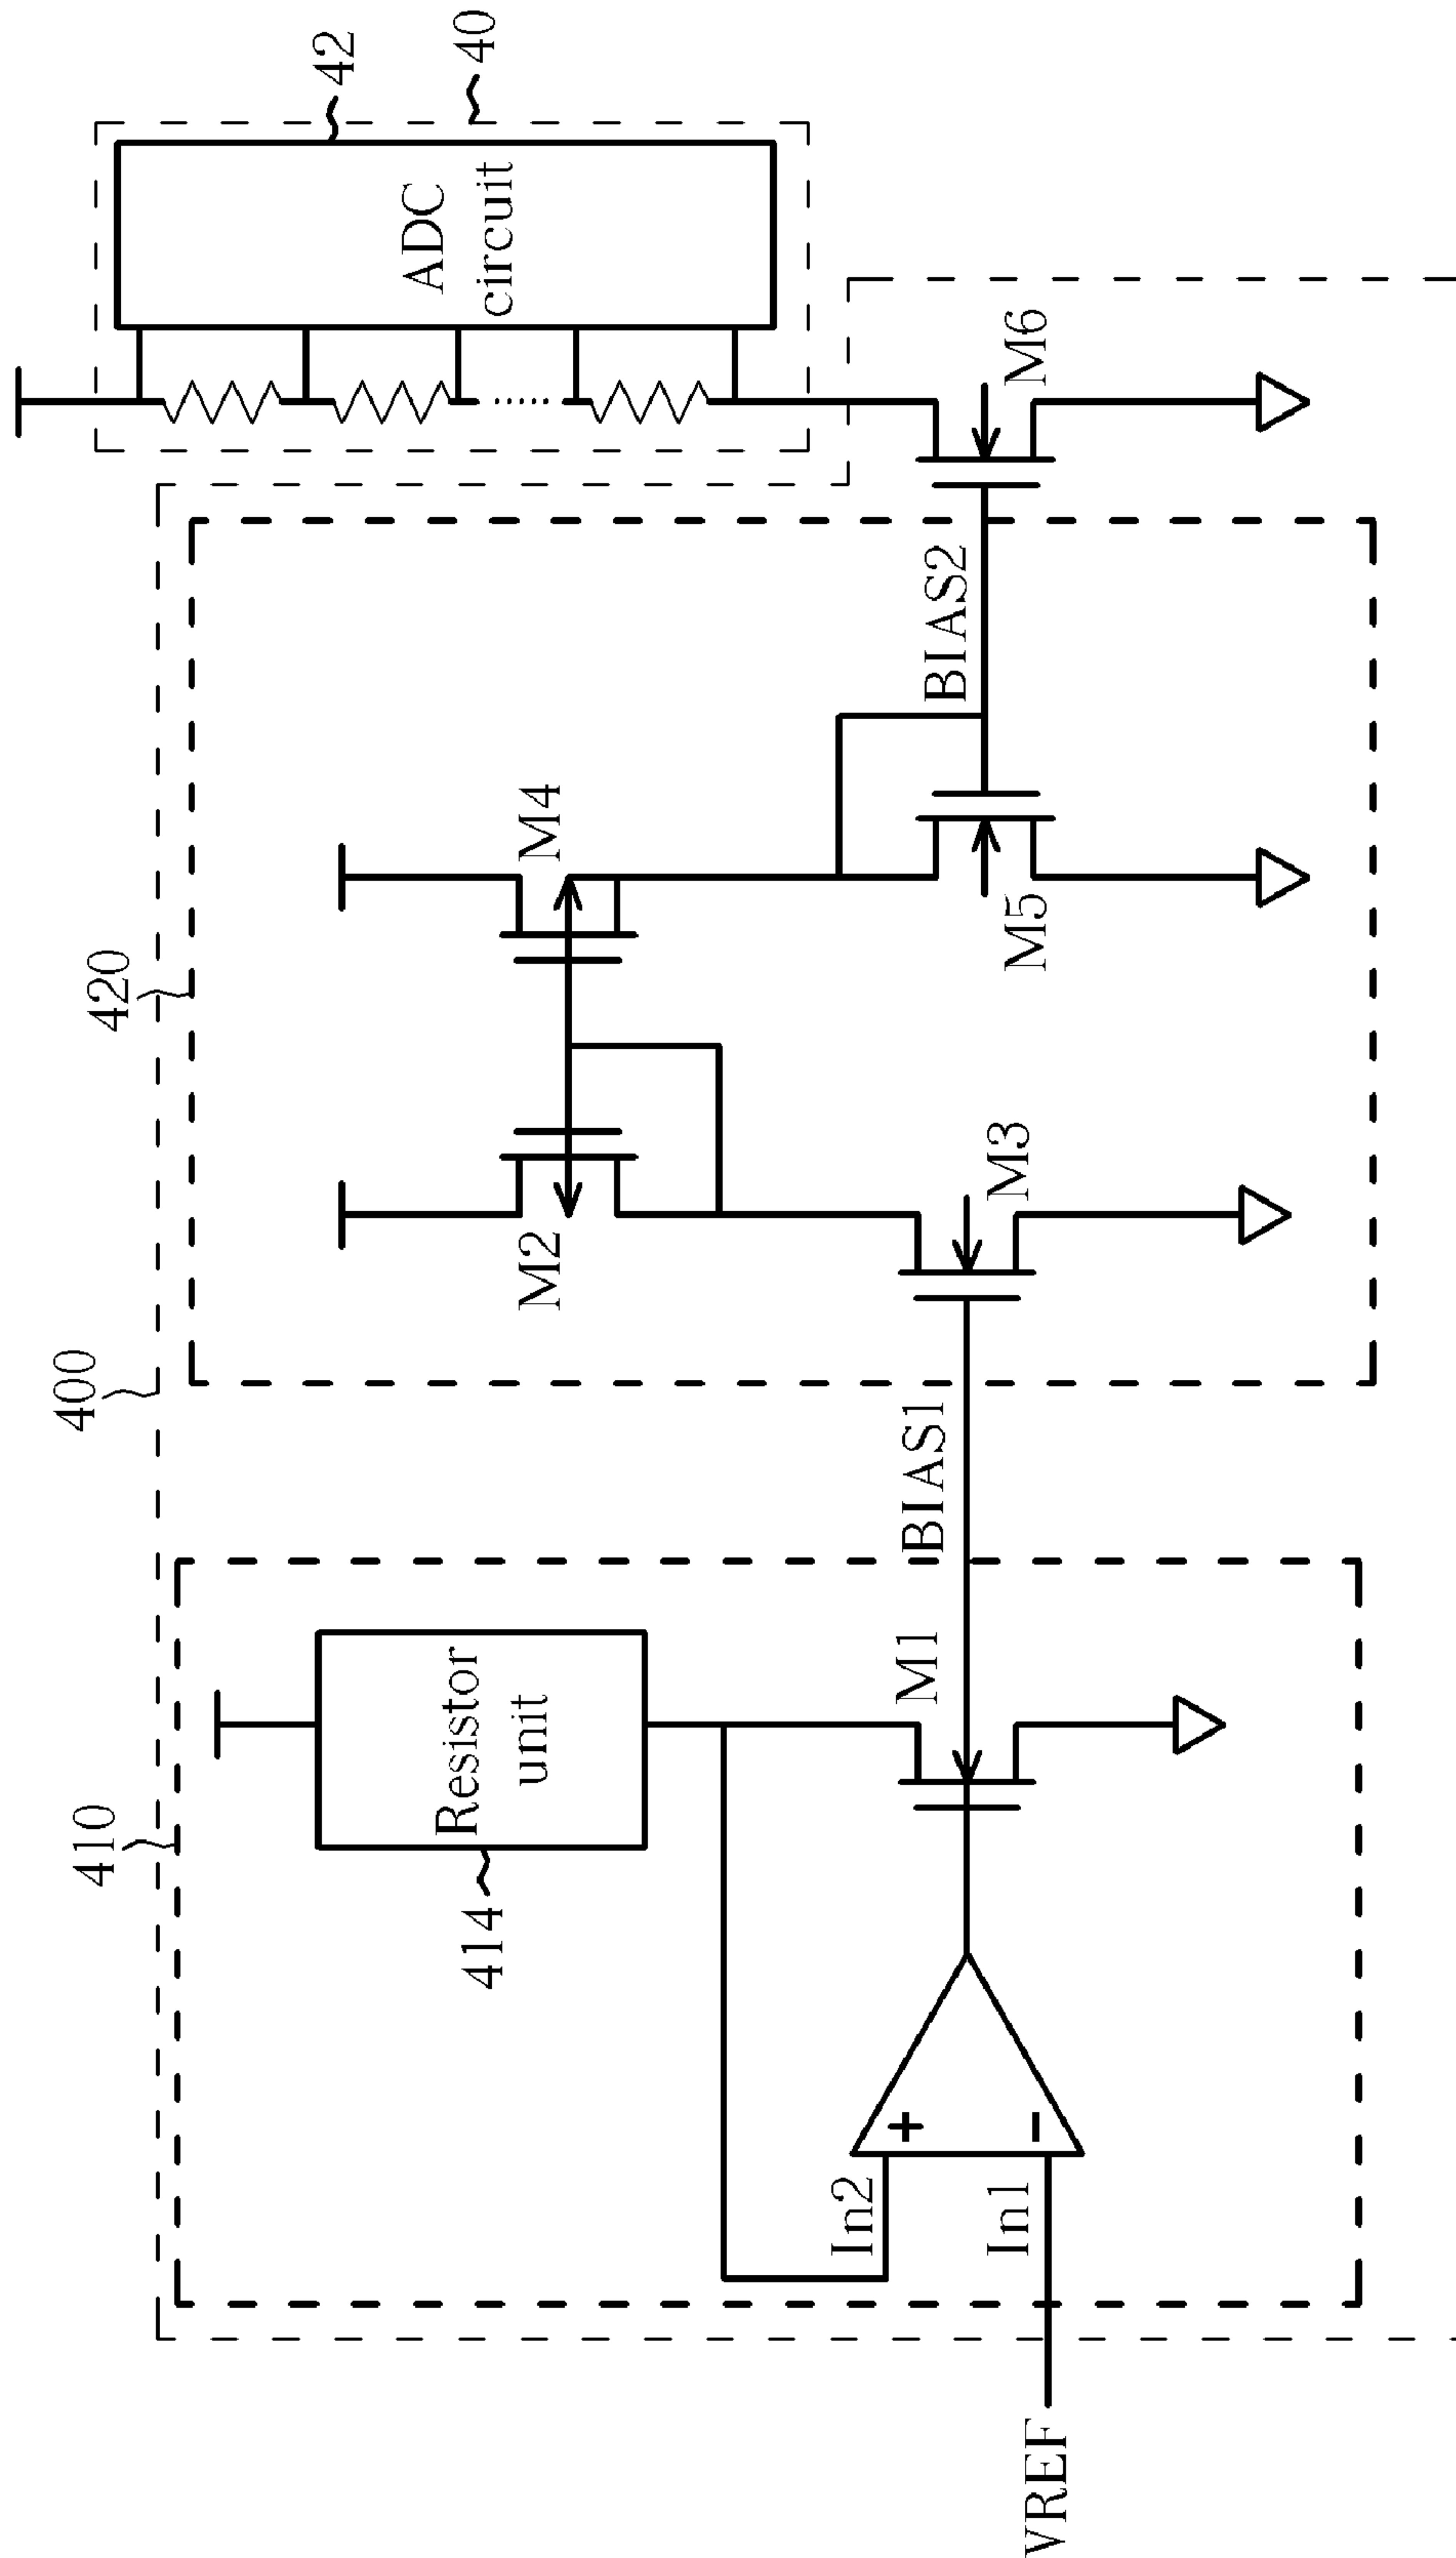 400
410
420
42
40
ADC
circuit
Resistor
unit
414
M2
M4
BIAS1
BIAS2
M1
M3
M5
M6
In2
+
In1
−
VREF